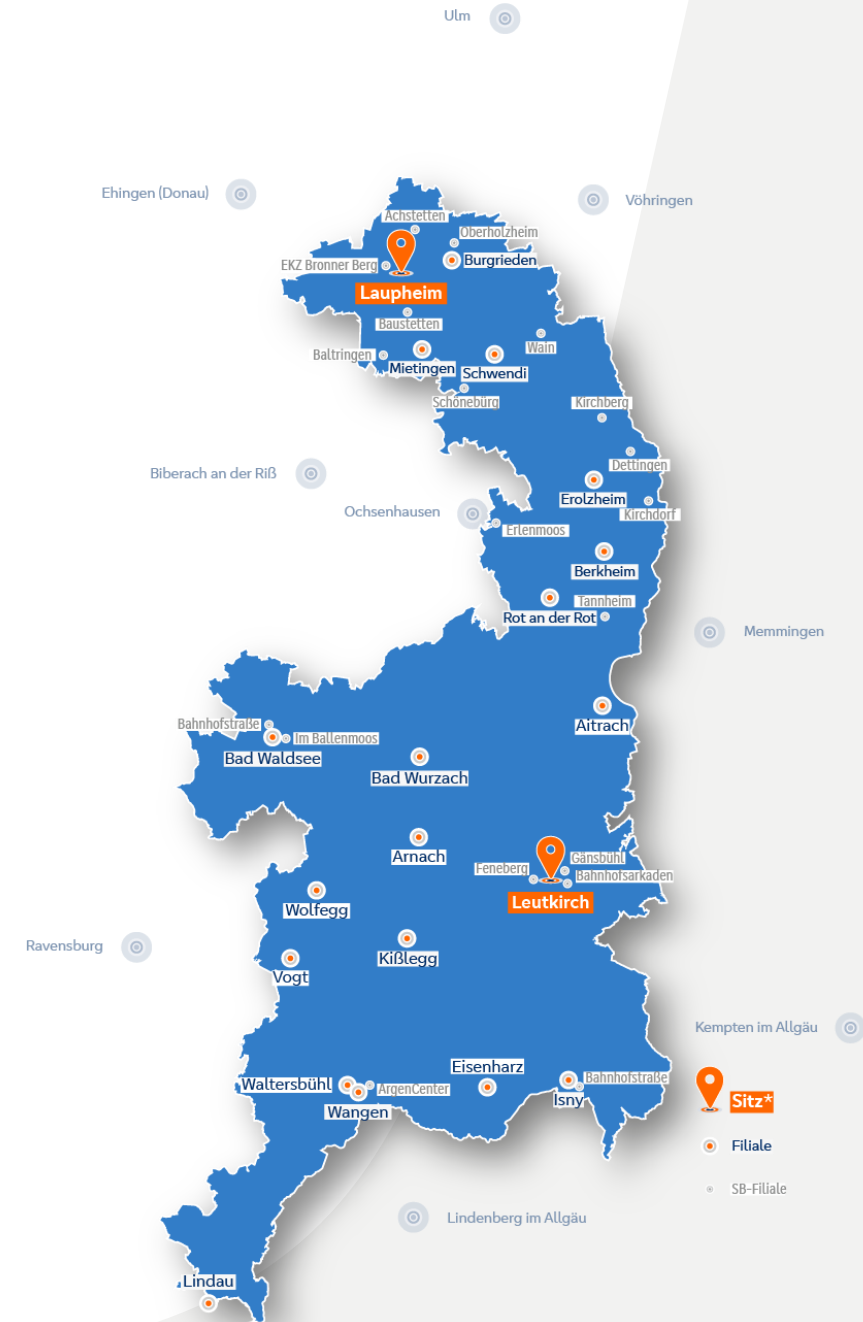 Ulm
Ehingen (Donau)
Vöhringen
Achstetten
Oberholzheim
EKZ Bronner Berg
Burgrieden
Laupheim
Baustetten
Baltringen
Mietingen
Schwendi
Wain
Schönebürg
Kirchberg
Dettingen
Biberach an der Riß
Erolzheim
Ochsenhausen
Kirchdorf
Erlenmoos
Berkheim
Tannheim
Rot an der Rot
Memmingen
Bahnhofstraße
Aitrach
Im Ballenmoos
Bad Waldsee
Bad Wurzach
Arnach
Gänsbühl
Feneberg
Bahnhofsarkaden
Leutkirch
Wolfegg
Ravensburg
Kißlegg
Vogt
Kempten im Allgäu
Eisenharz
Bahnhofstraße
Waltersbühl
ArgenCenter
Isny
Sitz*
Wangen
Filiale
SB-Filiale
Lindenberg im Allgäu
Lindau